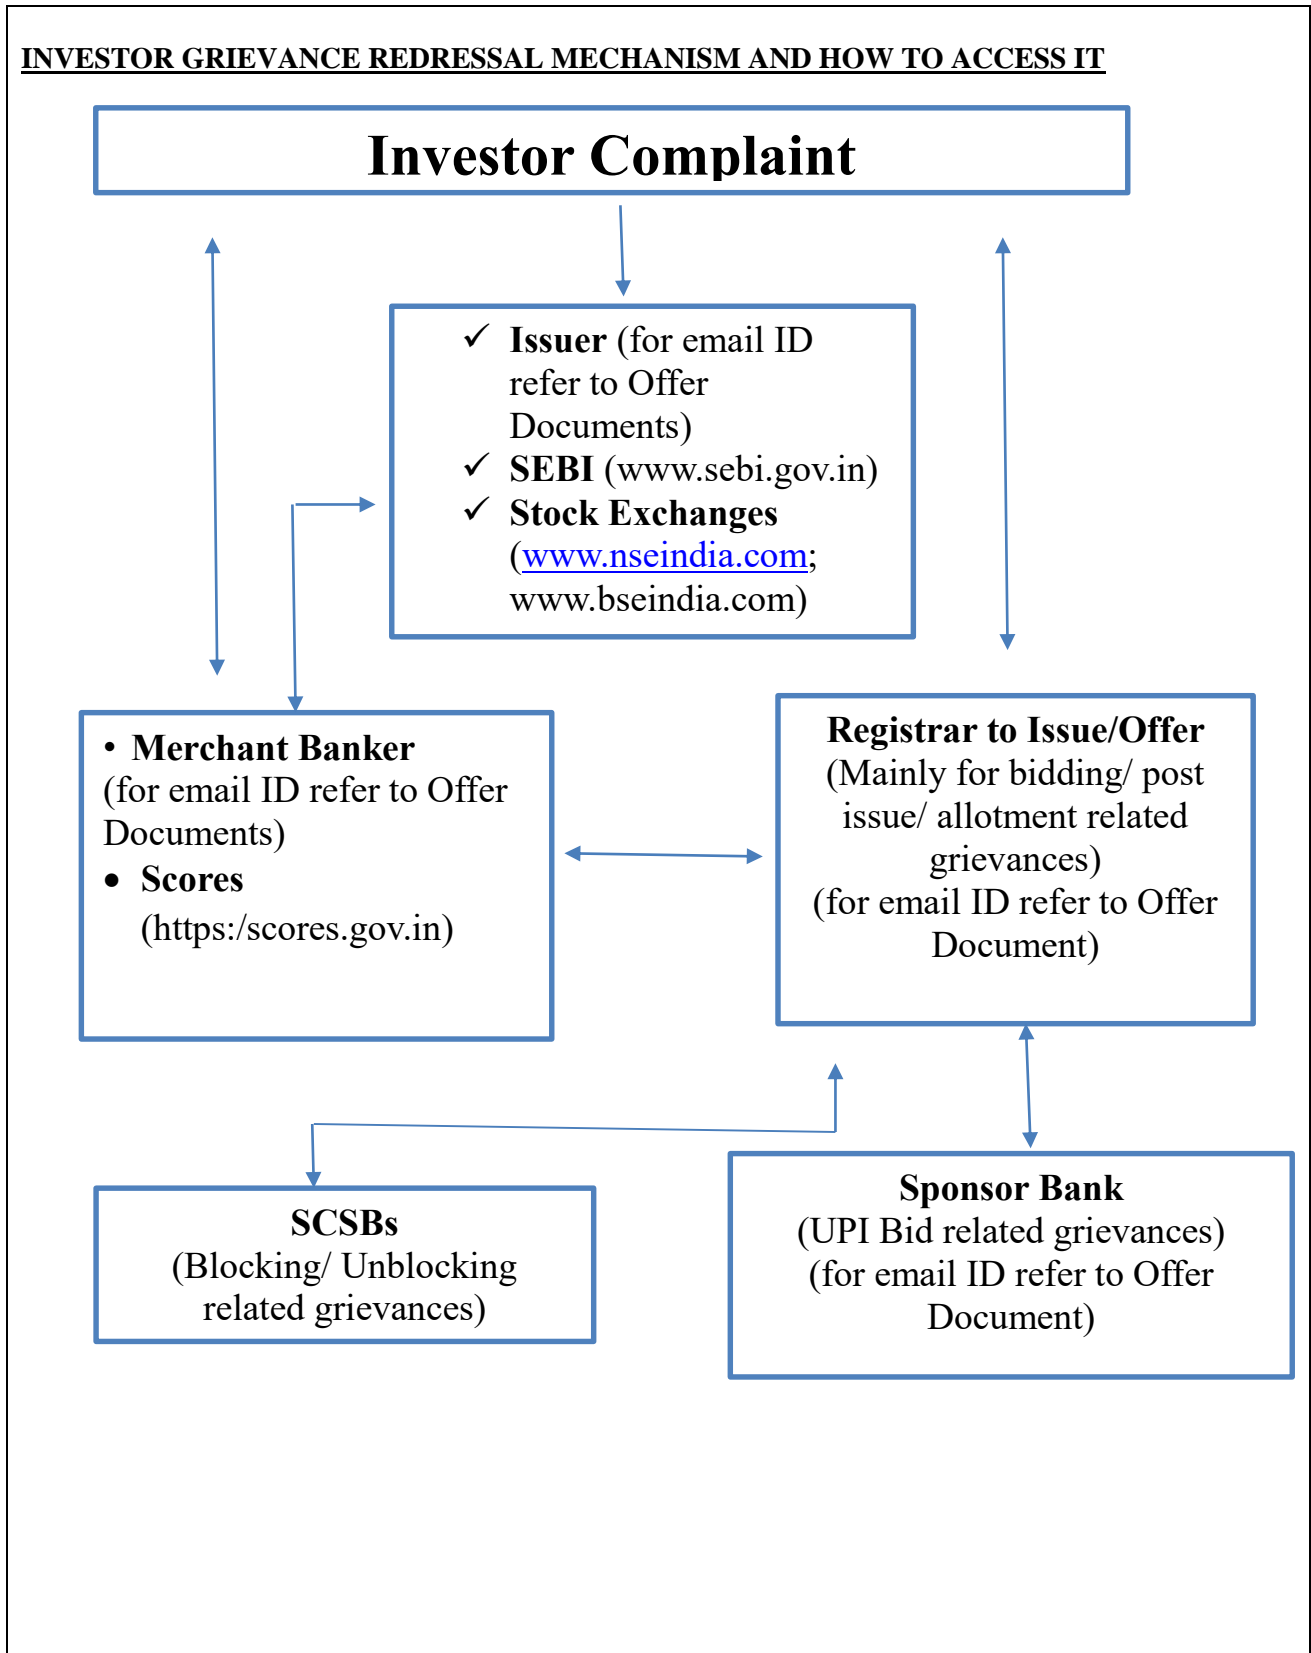 INVESTOR GRIEVANCE REDRESSAL MECHANISM AND HOW TO ACCESS IT
Investor Complaint
✓ Issuer (for email ID
refer to Offer
Documents)
✓ SEBI (www.sebi.gov.in)
✓ Stock Exchanges
(www.nseindia.com;
www.bseindia.com)
• Merchant Banker
(for email ID refer to Offer
Documents)
• Scores
(https:/scores.gov.in)
Registrar to Issue/Offer
(Mainly for bidding/ post
issue/ allotment related
grievances)
(for email ID refer to Offer
Document)
SCSBs
(Blocking/ Unblocking
related grievances)
Sponsor Bank
(UPI Bid related grievances)
(for email ID refer to Offer
Document)